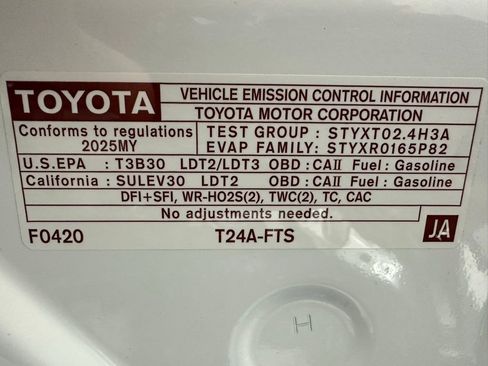 TOYOTA
VEHICLE EMISSION CONTROL INFORMATION
TOYOTA MOTOR CORPORATION
Conforms to regulations
2025MY
TEST GROUP : STYXT02.4H3A
EVAP FAMILY: STYXR0165P82
U.S.EPA : T3B30 LDT2/LDT3 OBD : CAII Fuel : Gasoline
California : SULEV30 LDT2 OBD : CAII Fuel : Gasoline
DFI+SFI, WR-HO2S(2), TWC(2), TC, CAC
No adjustments needed.
F0420 T24A-FTS JA
H